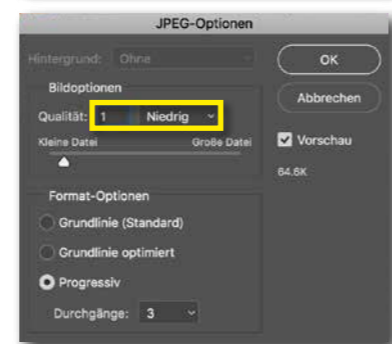 JPEG-Optionen
Hintergrund: Ohne
OK
Bildoptionen
Abbrechen
Qualität: 1 Niedrig
Kleine Datei Große Datei
Vorschau
64.6K
Format-Optionen
Grundlinie (Standard)
Grundlinie optimiert
Progressiv
Durchgänge: 3